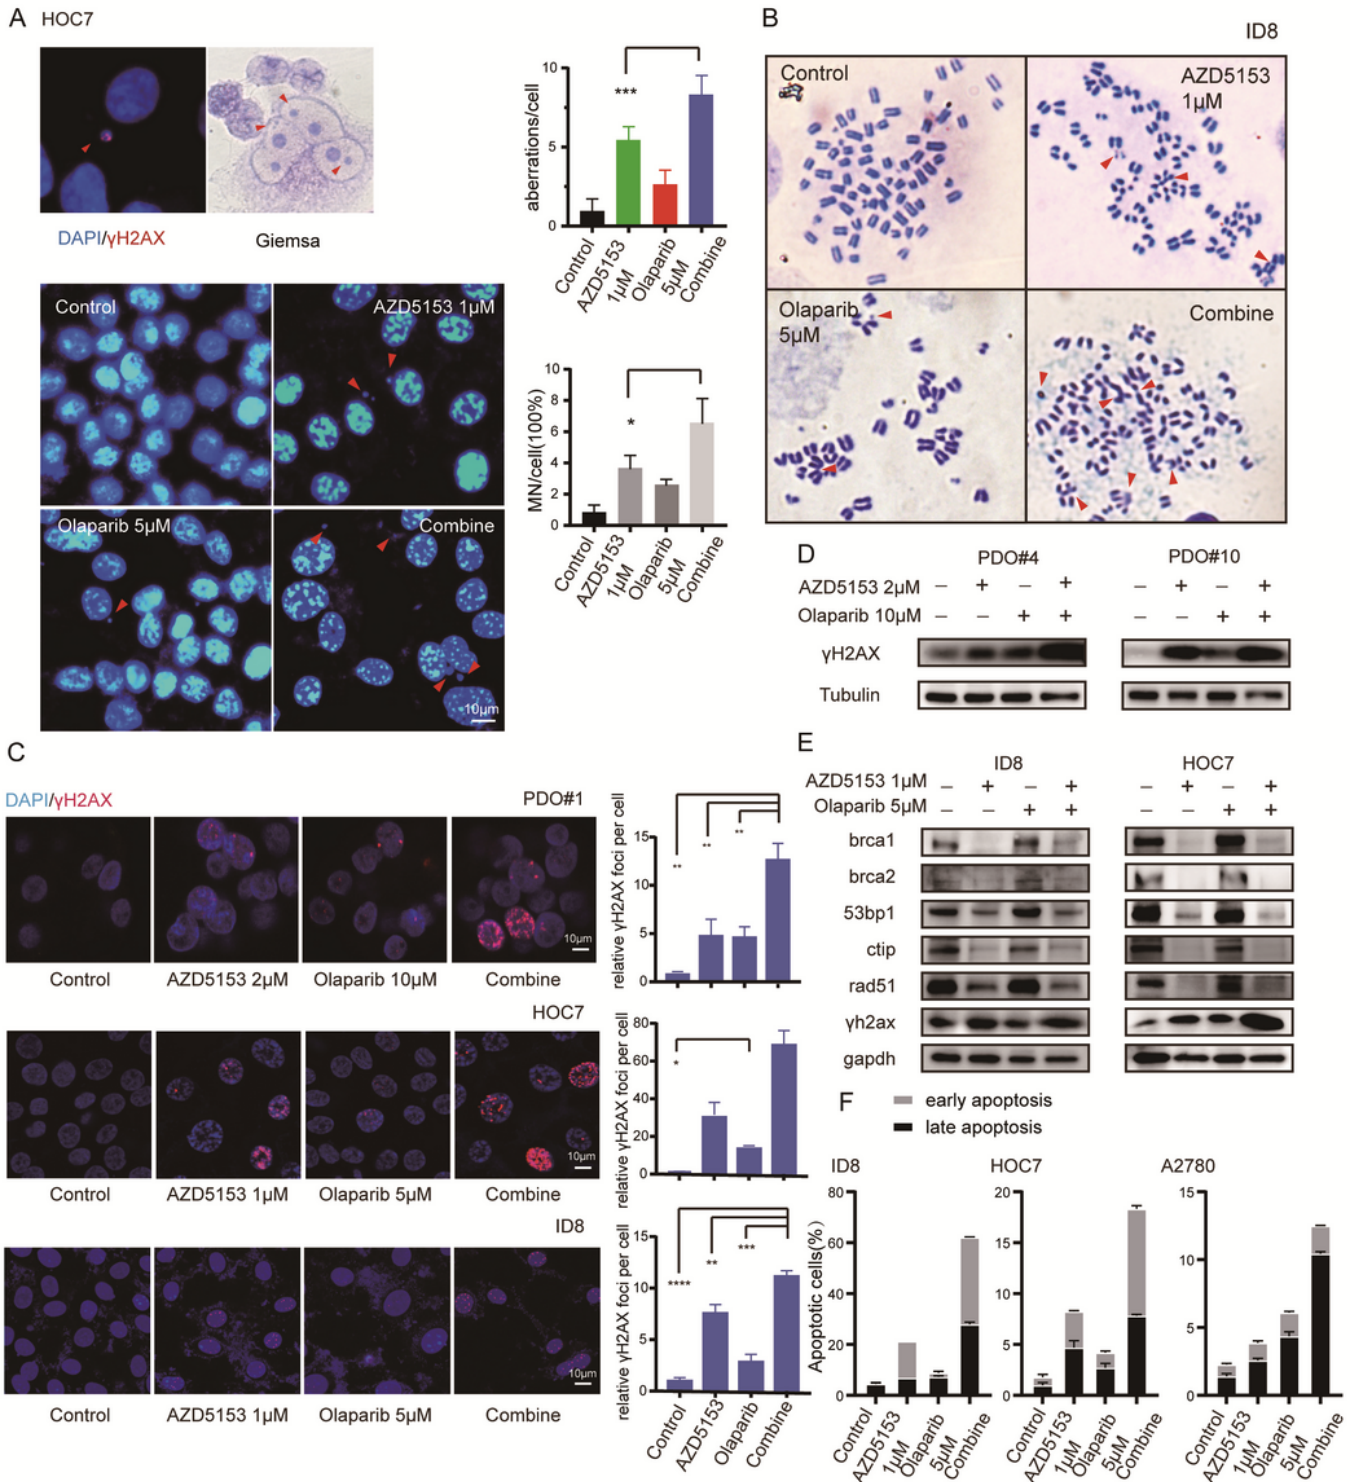 A HOC7
DAPI/γH2AX
Giemsa
Control
AZD5153 1μM
Olaparib 5μM
Combine
10μm
aberrations/cell
10
5
0
***
Control
AZD5153
1μM
Olaparib
5μM
Combine
MN/cell(100%)
10
8
6
4
2
0
*
Control
AZD5153
1μM
Olaparib
5μM
Combine
B
ID8
Control
AZD5153
1μM
Olaparib
5μM
Combine
C
DAPI/γH2AX
PDO#1
10μm
Control
AZD5153 2μM
Olaparib 10μM
Combine
relative γH2AX foci per cell
15
10
5
0
**
**
**
HOC7
10μm
Control
AZD5153 1μM
Olaparib 5μM
Combine
relative γH2AX foci per cell
80
60
40
20
0
*
ID8
10μm
Control
AZD5153 1μM
Olaparib 5μM
Combine
relative γH2AX foci per cell
15
10
5
0
****
**
***
Control
AZD5153
Olaparib
Combine
D
PDO#4
PDO#10
AZD5153 2μM − + − + − + − +
Olaparib 10μM − − + + − − + +
γH2AX
Tubulin
E
ID8
HOC7
AZD5153 1μM − + − + − + − +
Olaparib 5μM − − + + − − + +
brca1
brca2
53bp1
ctip
rad51
γh2ax
gapdh
F
early apoptosis
late apoptosis
ID8
HOC7
A2780
Apoptotic cells(%)
80
60
40
20
0
Control
AZD5153
1μM
Olaparib
5μM
Combine
20
15
10
5
0
Control
AZD5153
1μM
Olaparib
5μM
Combine
15
10
5
0
Control
AZD5153
1μM
Olaparib
5μM
Combine